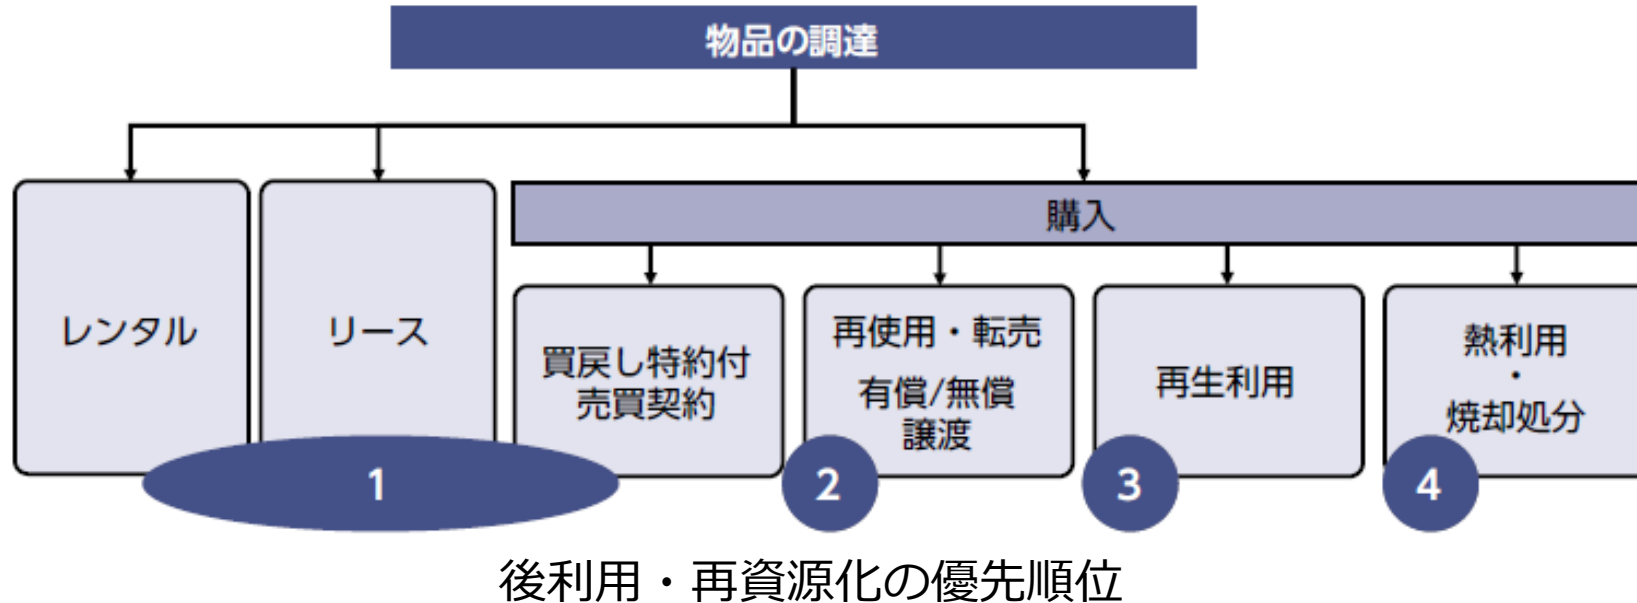 物品の調達
レンタル
リース
購入
買戻し特約付
売買契約
再使用・転売
有償/無償
譲渡
再生利用
熱利用
・
焼却処分
1
2
3
4
後利用・再資源化の優先順位